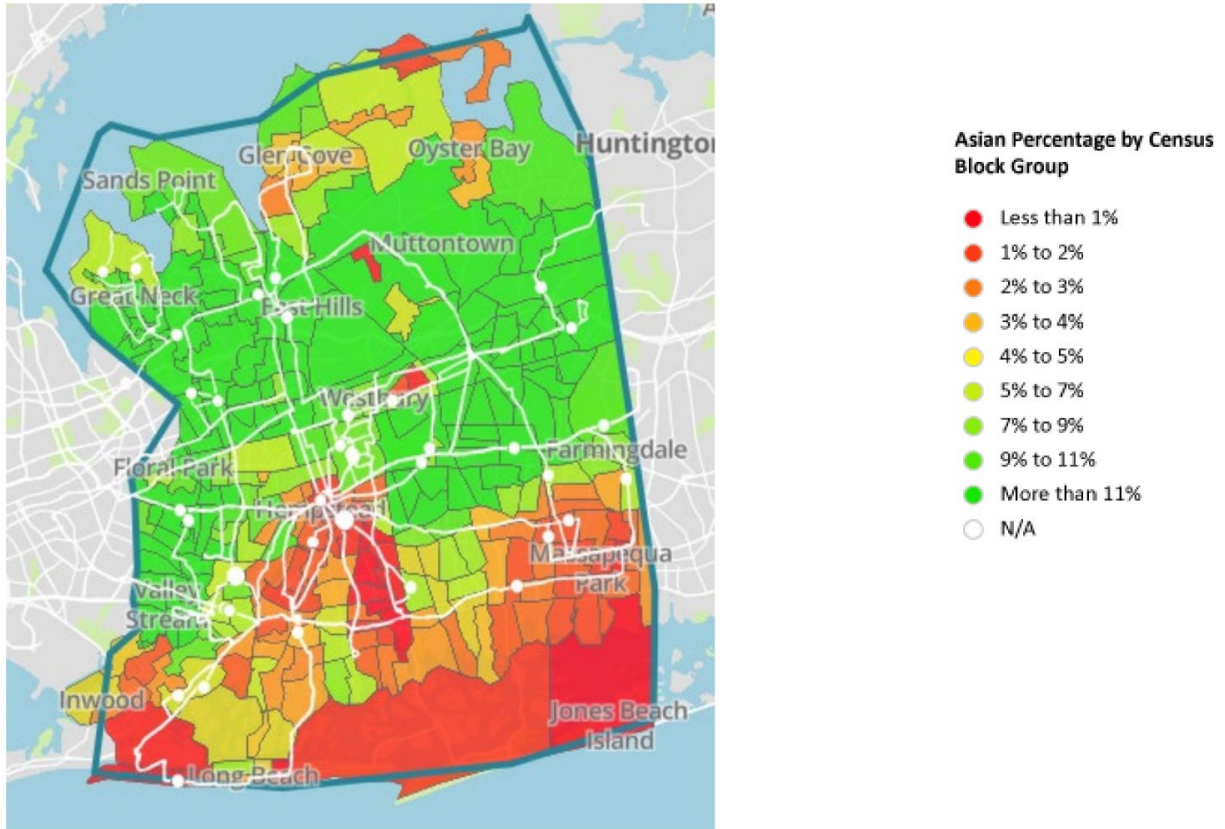 Huntington
Glen Cove
Oyster Bay
Sands Point
Muttontown
Great Neck
East Hills
Westbury
Farmingdale
Floral Park
Hempstead
Massapequa
Park
Valley
Stream
Inwood
Jones Beach
Island
Long Beach
Asian Percentage by Census
Block Group
Less than 1%
1% to 2%
2% to 3%
3% to 4%
4% to 5%
5% to 7%
7% to 9%
9% to 11%
More than 11%
N/A